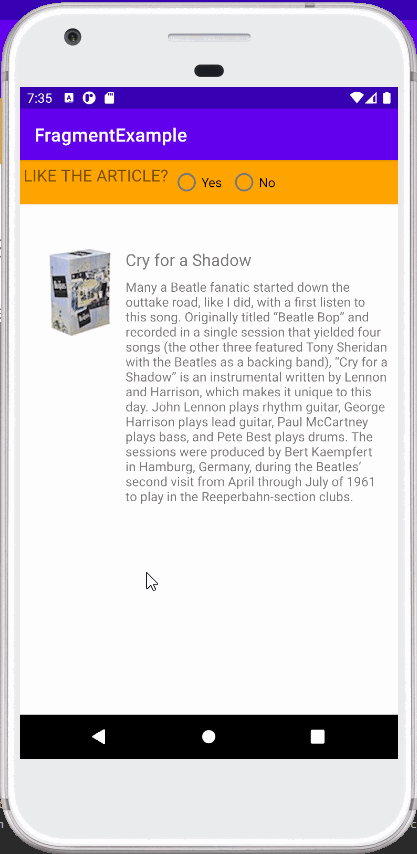 7:35
FragmentExample
LIKE THE ARTICLE? Yes No
Cry for a Shadow
Many a Beatle fanatic started down the
outtake road, like I did, with a first listen to
this song. Originally titled “Beatle Bop” and
recorded in a single session that yielded four
songs (the other three featured Tony Sheridan
with the Beatles as a backing band), “Cry for a
Shadow” is an instrumental written by Lennon
and Harrison, which makes it unique to this
day. John Lennon plays rhythm guitar, George
Harrison plays lead guitar, Paul McCartney
plays bass, and Pete Best plays drums. The
sessions were produced by Bert Kaempfert
in Hamburg, Germany, during the Beatles’
second visit from April through July of 1961
to play in the Reeperbahn-section clubs.